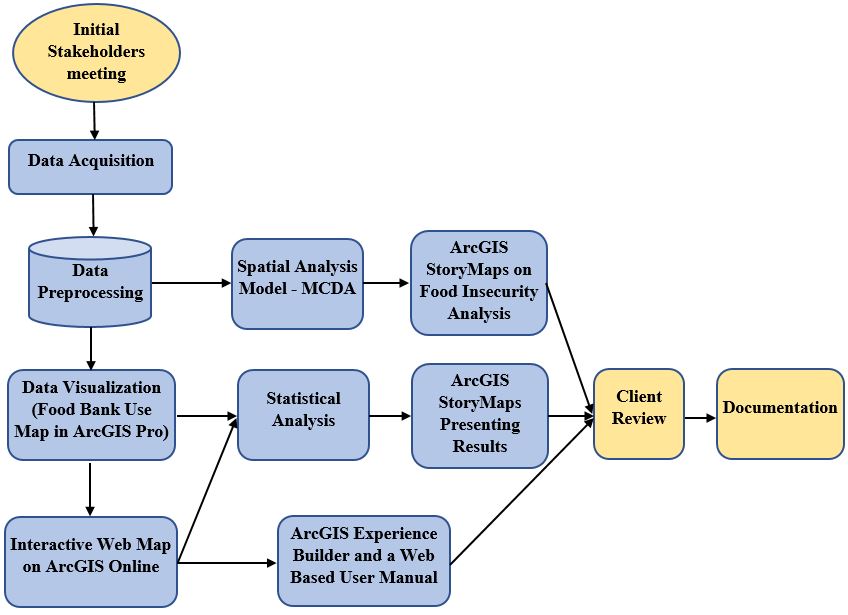 Initial
Stakeholders
meeting
Data Acquisition
Data
Preprocessing
Spatial Analysis
Model - MCDA
ArcGIS
StoryMaps on
Food Insecurity
Analysis
Data Visualization
(Food Bank Use
Map in ArcGIS Pro)
Statistical
Analysis
ArcGIS
StoryMaps
Presenting
Results
Client
Review
Documentation
Interactive Web Map
on ArcGIS Online
ArcGIS Experience
Builder and a Web
Based User Manual